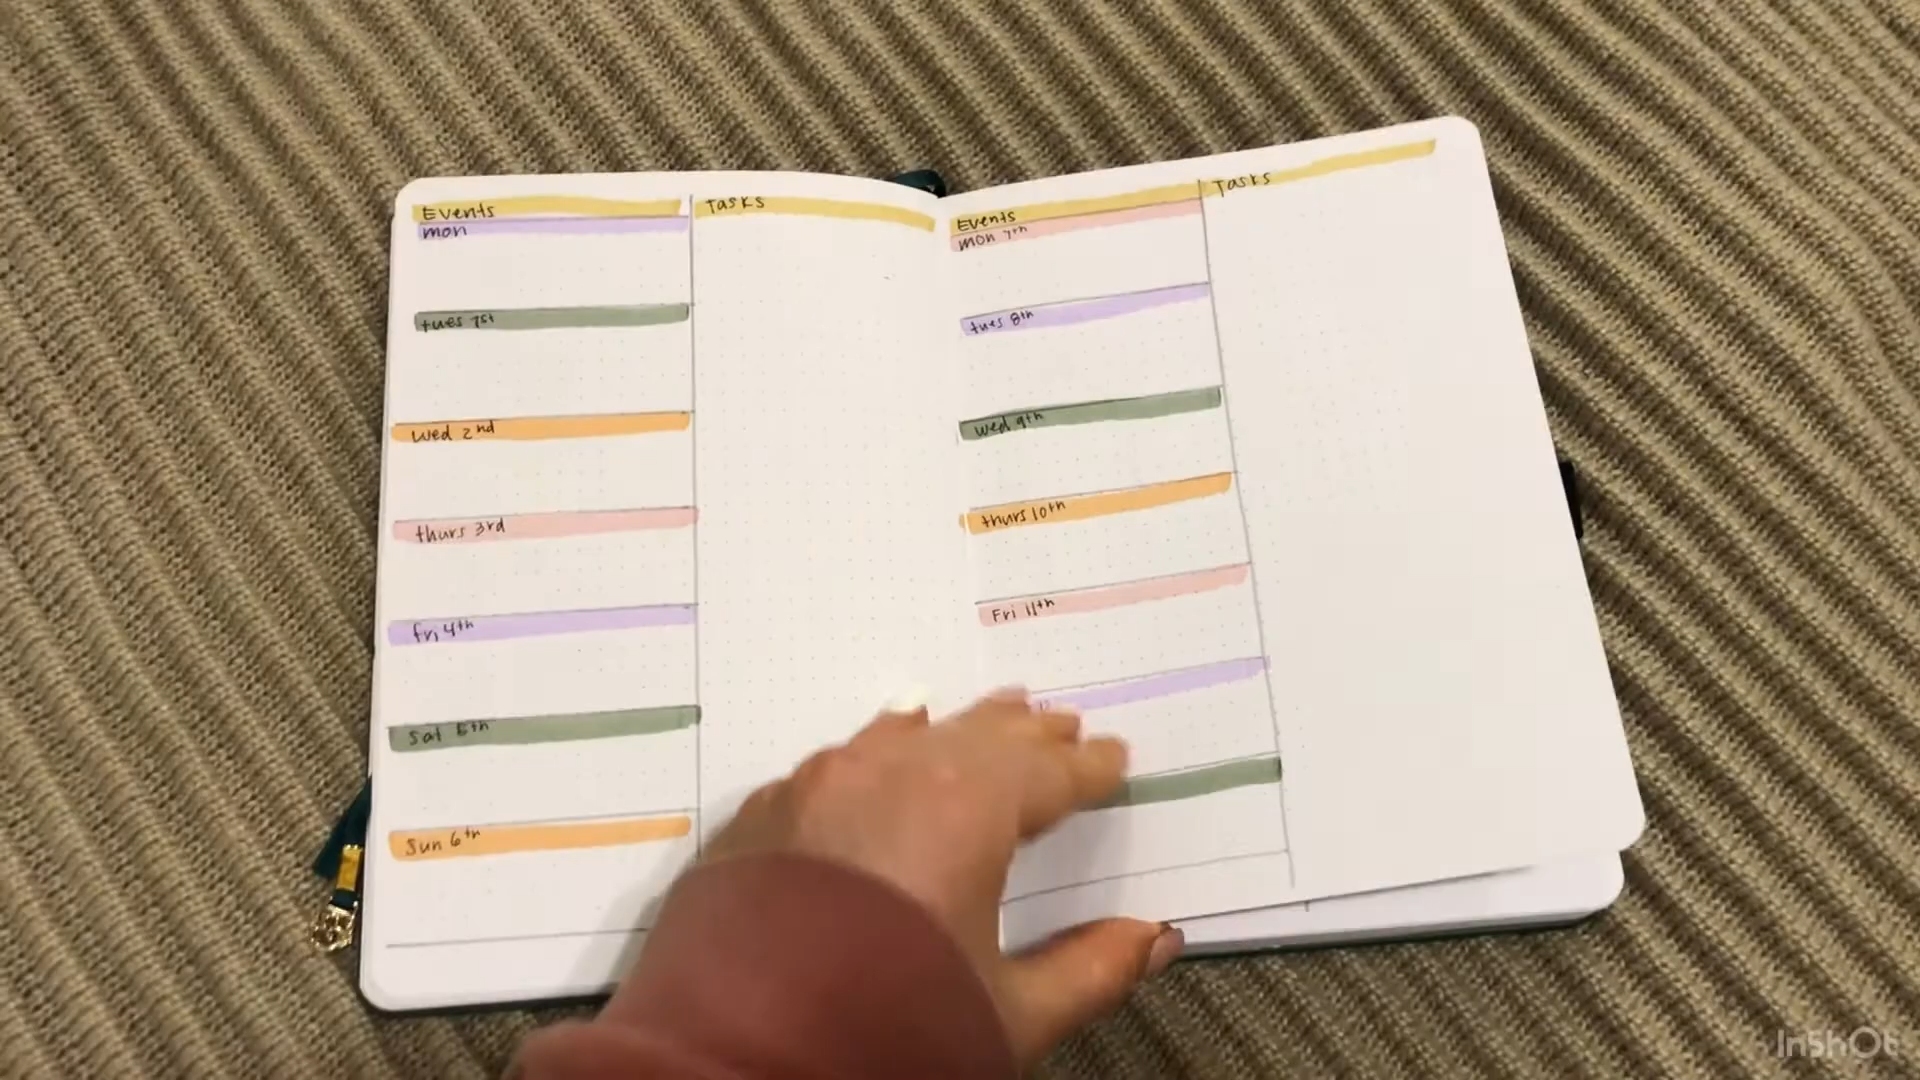 Events
mon
tues 1st
wed 2nd
thurs 3rd
fri 4th
Sat 5th
Sun 6th
Tasks
Events
mon 7th
tues 8th
wed 9th
thurs 10th
Fri 11th
Tasks
InShOt